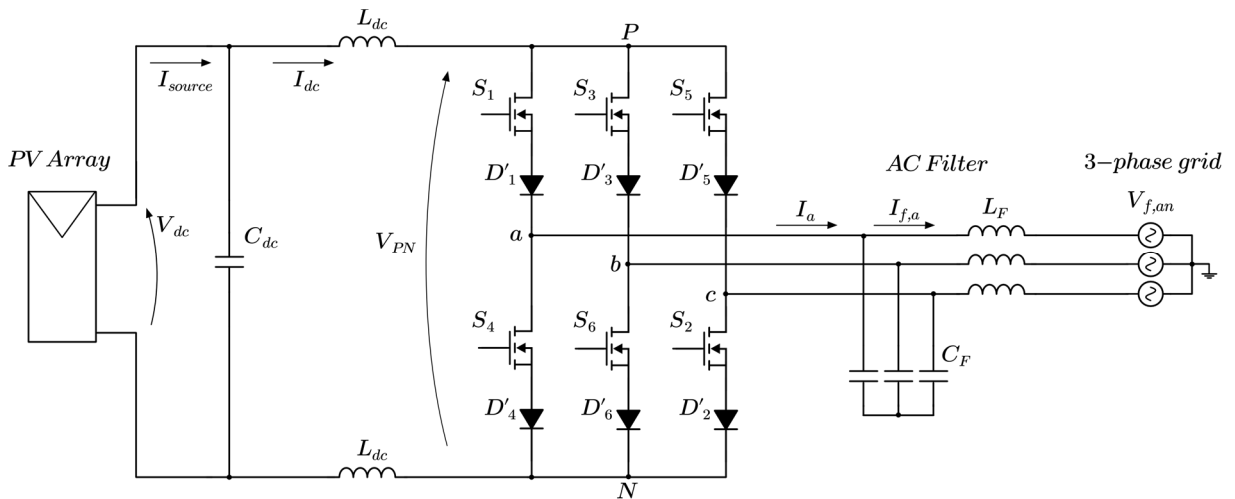 L_dc
P
I_source
I_dc
S_1
S_3
S_5
PV Array
D'_1
D'_3
D'_5
AC Filter
3-phase grid
V_dc
C_dc
V_PN
a
I_a
I_f,a
L_F
V_f,an
b
c
S_4
S_6
S_2
C_F
D'_4
D'_6
D'_2
L_dc
N